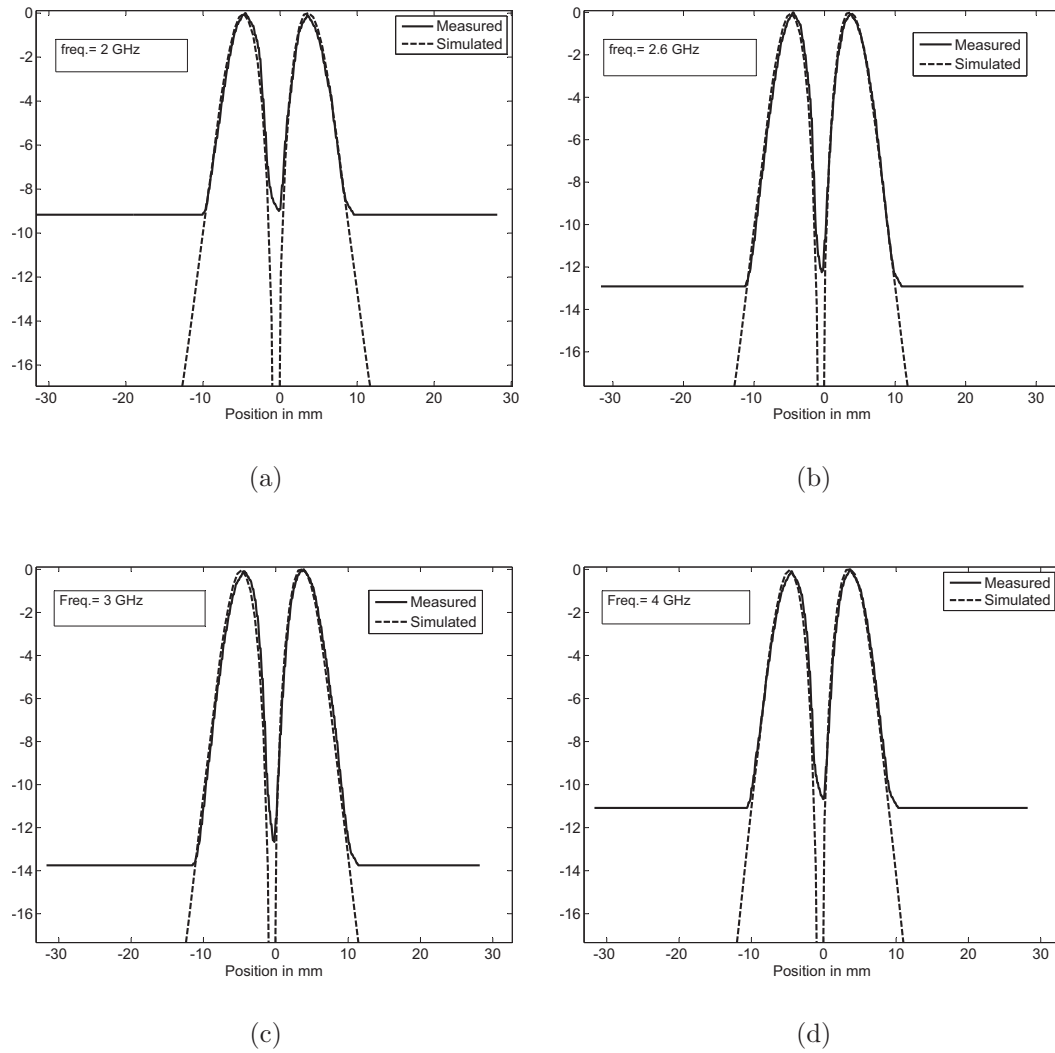 0
-2
-4
-6
-8
-10
-12
-14
-16
freq.= 2 GHz
Measured
Simulated
-30 -20 -10 0 10 20 30
Position in mm
(a)
0
-2
-4
-6
-8
-10
-12
-14
-16
freq.= 2.6 GHz
Measured
Simulated
-30 -20 -10 0 10 20 30
Position in mm
(b)
0
-2
-4
-6
-8
-10
-12
-14
-16
Freq.= 3 GHz
Measured
Simulated
-30 -20 -10 0 10 20 30
Position in mm
(c)
0
-2
-4
-6
-8
-10
-12
-14
-16
Freq.= 4 GHz
Measured
Simulated
-30 -20 -10 0 10 20 30
Position in mm
(d)